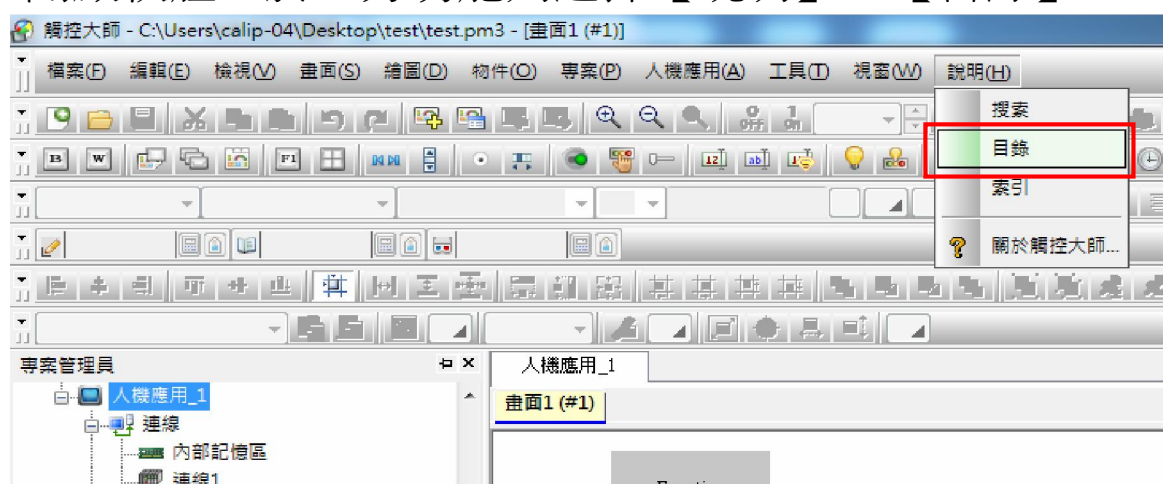 觸控大師 - C:\Users\calip-04\Desktop\test\test.pm3 - [畫面1 (#1)]
檔案(F) 編輯(E) 檢視(V) 畫面(S) 繪圖(D) 物件(O) 專案(P) 人機應用(A) 工具(T) 視窗(W) 說明(H)
搜索
目錄
索引
關於觸控大師...
專案管理員
人機應用_1
人機應用_1
畫面1 (#1)
連線
內部記憶區
連線1